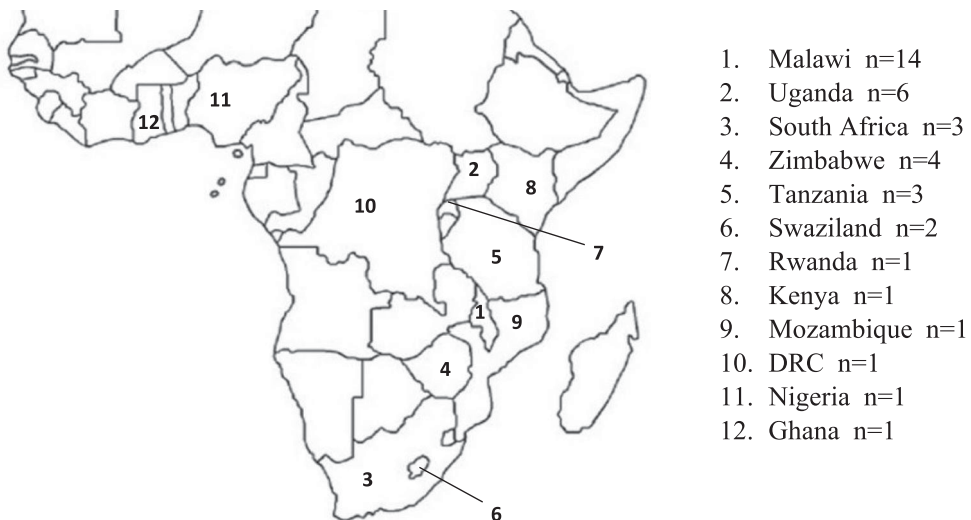 11
12
2
8
10
7
5
1
9
4
3
6
1. Malawi n=14
2. Uganda n=6
3. South Africa n=3
4. Zimbabwe n=4
5. Tanzania n=3
6. Swaziland n=2
7. Rwanda n=1
8. Kenya n=1
9. Mozambique n=1
10. DRC n=1
11. Nigeria n=1
12. Ghana n=1